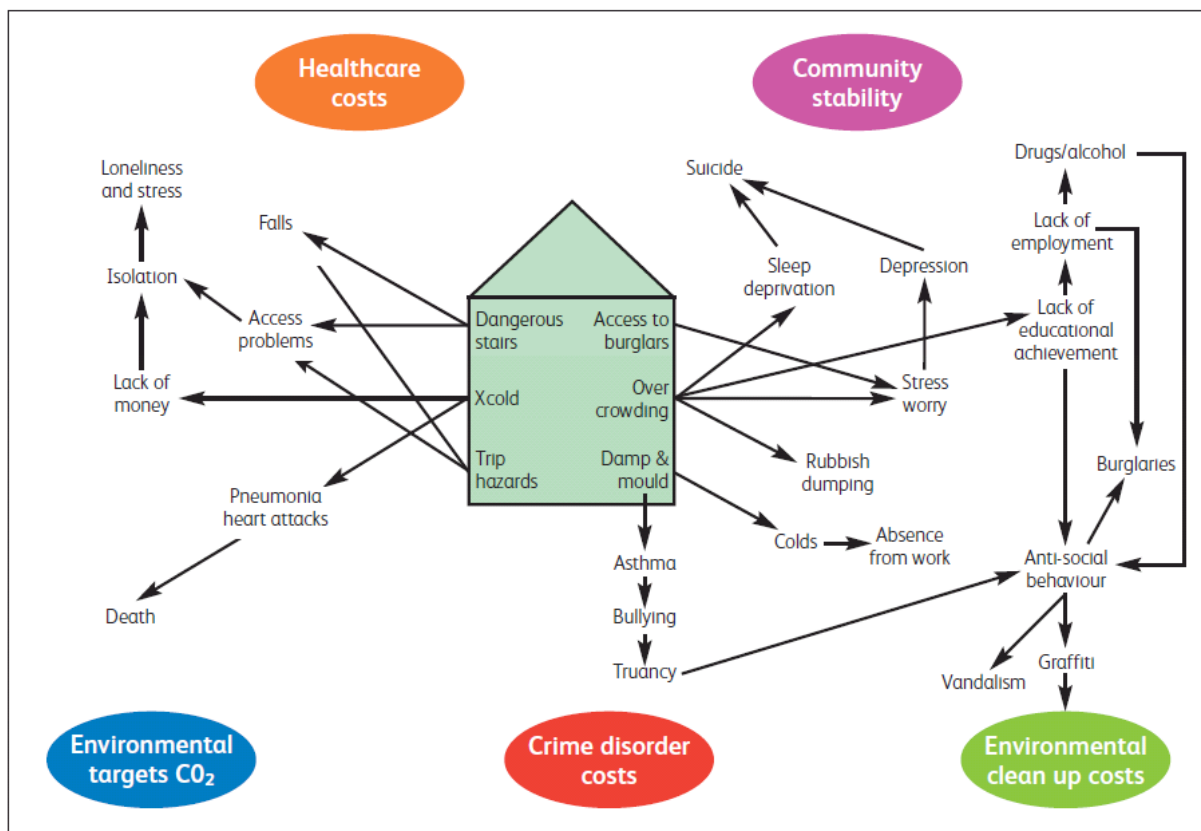 Healthcare
costs
Community
stability
Loneliness
and stress
Falls
Isolation
Access
problems
Lack of
money
Pneumonia
heart attacks
Death
Dangerous
stairs
Xcold
Trip
hazards
Access to
burglars
Over
crowding
Damp &
mould
Suicide
Sleep
deprivation
Depression
Stress
worry
Rubbish
dumping
Colds
Absence
from work
Asthma
Bullying
Truancy
Drugs/alcohol
Lack of
employment
Lack of
educational
achievement
Burglaries
Anti-social
behaviour
Vandalism
Graffiti
Environmental
targets C0₂
Crime disorder
costs
Environmental
clean up costs